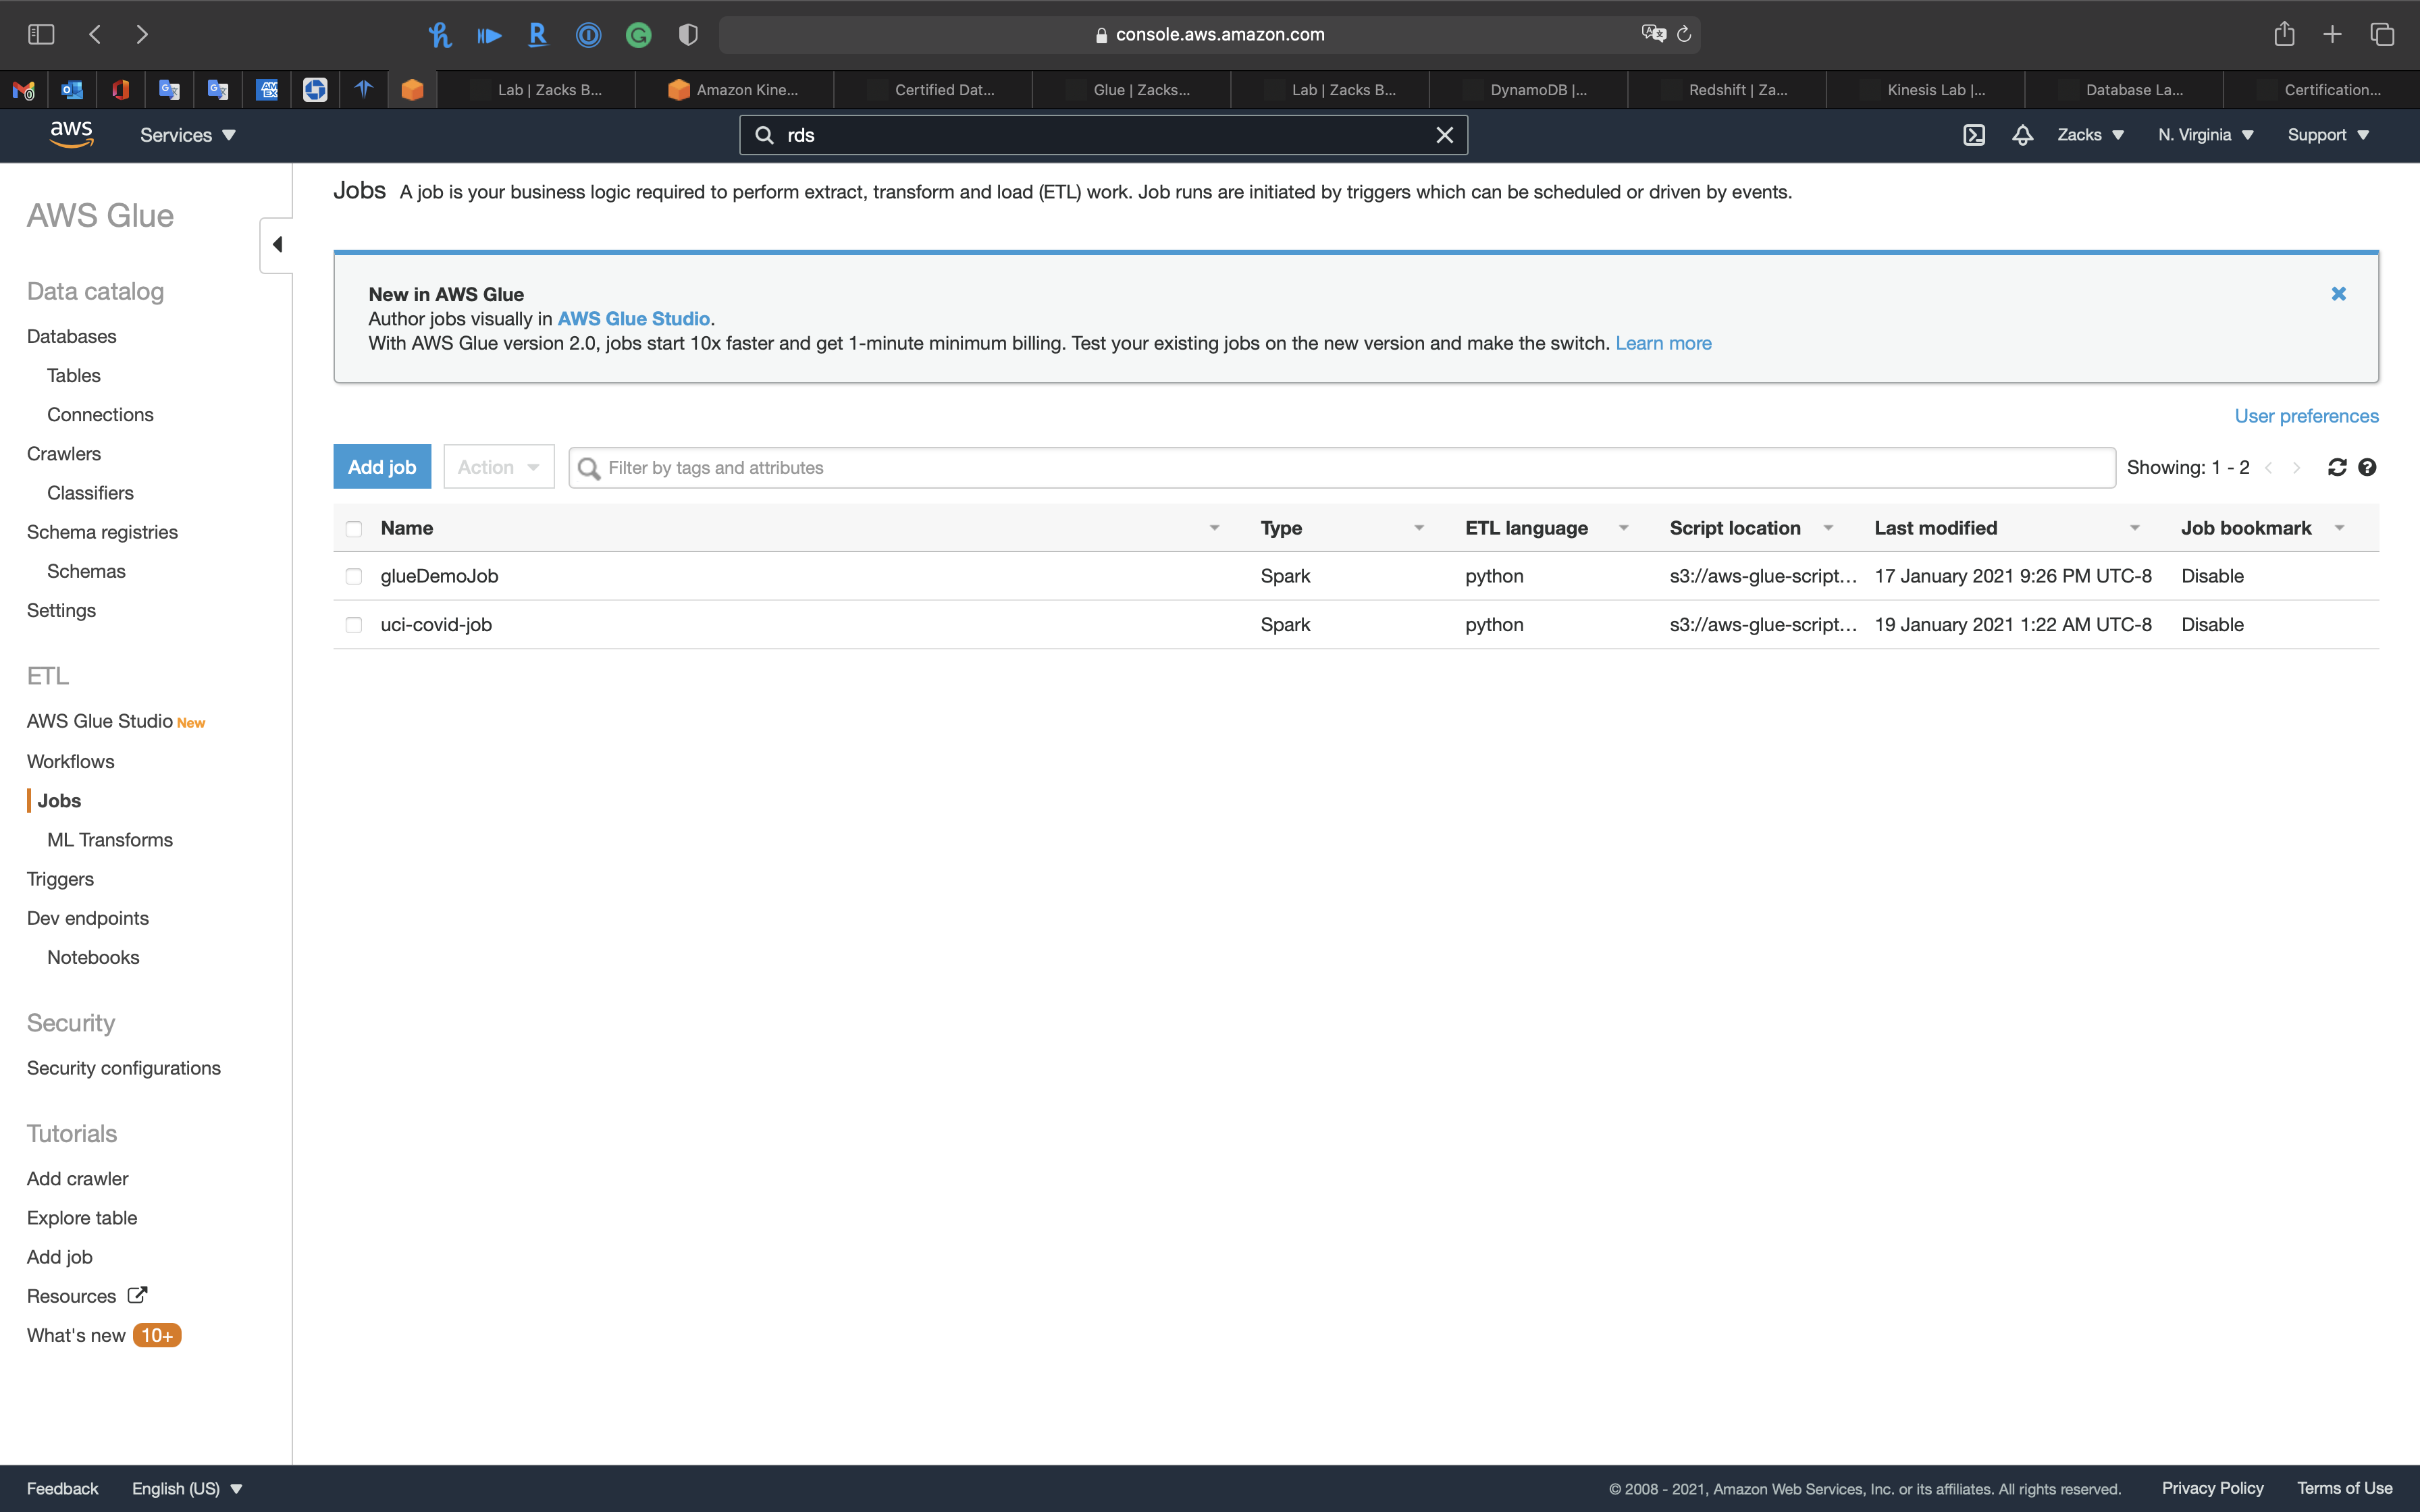 console.aws.amazon.com
Lab | Zacks B...
Amazon Kine...
Certified Dat...
Glue | Zacks...
Lab | Zacks B...
DynamoDB |...
Redshift | Za...
Kinesis Lab |...
Database La...
Certification...
aws
Services
rds
Zacks
N. Virginia
Support
AWS Glue
Data catalog
Databases
Tables
Connections
Crawlers
Classifiers
Schema registries
Schemas
Settings
ETL
AWS Glue Studio New
Workflows
Jobs
ML Transforms
Triggers
Dev endpoints
Notebooks
Security
Security configurations
Tutorials
Add crawler
Explore table
Add job
Resources
What's new 10+
Jobs A job is your business logic required to perform extract, transform and load (ETL) work. Job runs are initiated by triggers which can be scheduled or driven by events.
New in AWS Glue
Author jobs visually in AWS Glue Studio.
With AWS Glue version 2.0, jobs start 10x faster and get 1-minute minimum billing. Test your existing jobs on the new version and make the switch. Learn more
User preferences
Add job Action Filter by tags and attributes Showing: 1 - 2
Name Type ETL language Script location Last modified Job bookmark
glueDemoJob Spark python s3://aws-glue-script... 17 January 2021 9:26 PM UTC-8 Disable
uci-covid-job Spark python s3://aws-glue-script... 19 January 2021 1:22 AM UTC-8 Disable
Feedback English (US) © 2008 - 2021, Amazon Web Services, Inc. or its affiliates. All rights reserved. Privacy Policy Terms of Use